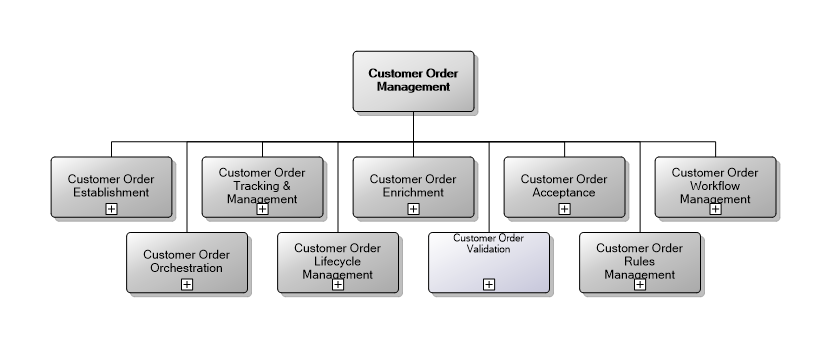 Customer Order
Management
Customer Order
Establishment
Customer Order
Tracking &
Management
Customer Order
Enrichment
Customer Order
Acceptance
Customer Order
Workflow
Management
Customer Order
Orchestration
Customer Order
Lifecycle
Management
Customer Order
Validation
Customer Order
Rules
Management